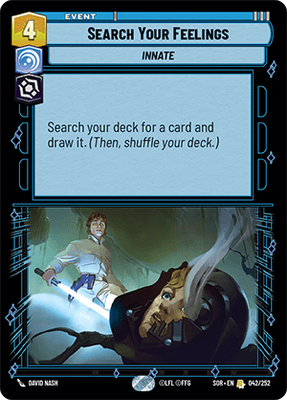 4
EVENT
SEARCH YOUR FEELINGS
INNATE
Search your deck for a card and
draw it. (Then, shuffle your deck.)
DAVID NASH
©LFL ©FFG
SOR • EN
R
042/252